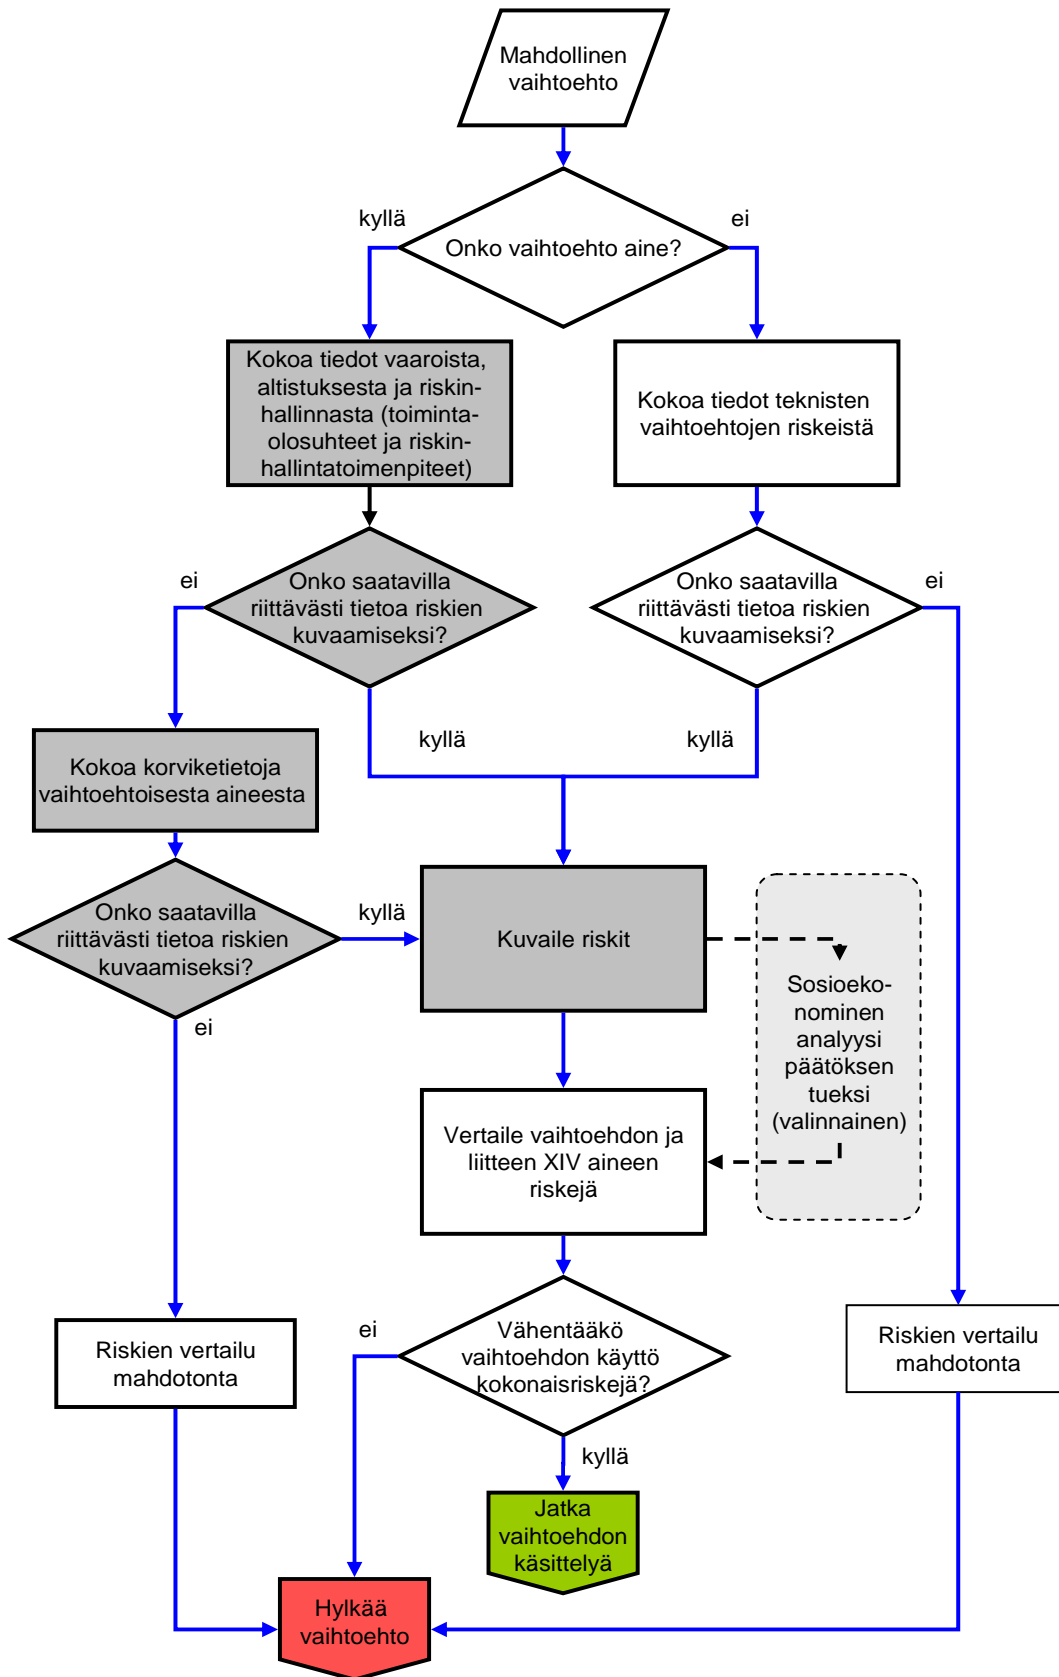 Mahdollinen
vaihtoehto
kyllä
ei
Onko vaihtoehto aine?
Kokoa tiedot vaaroista,
altistuksesta ja riskin-
hallinnasta (toiminta-
olosuhteet ja riskin-
hallintatoimenpiteet)
Kokoa tiedot teknisten
vaihtoehtojen riskeistä
ei
Onko saatavilla
riittävästi tietoa riskien
kuvaamiseksi?
Onko saatavilla
riittävästi tietoa riskien
kuvaamiseksi?
ei
kyllä
kyllä
Kokoa korviketietoja
vaihtoehtoisesta aineesta
Onko saatavilla
riittävästi tietoa riskien
kuvaamiseksi?
kyllä
ei
Kuvaile riskit
Sosioeko-
nominen
analyysi
päätöksen
tueksi
(valinnainen)
Vertaile vaihtoehdon ja
liitteen XIV aineen
riskejä
Riskien vertailu
mahdotonta
ei
Vähentääkö
vaihtoehdon käyttö
kokonaisriskejä?
Riskien vertailu
mahdotonta
kyllä
Jatka
vaihtoehdon
käsittelyä
Hylkää
vaihtoehto